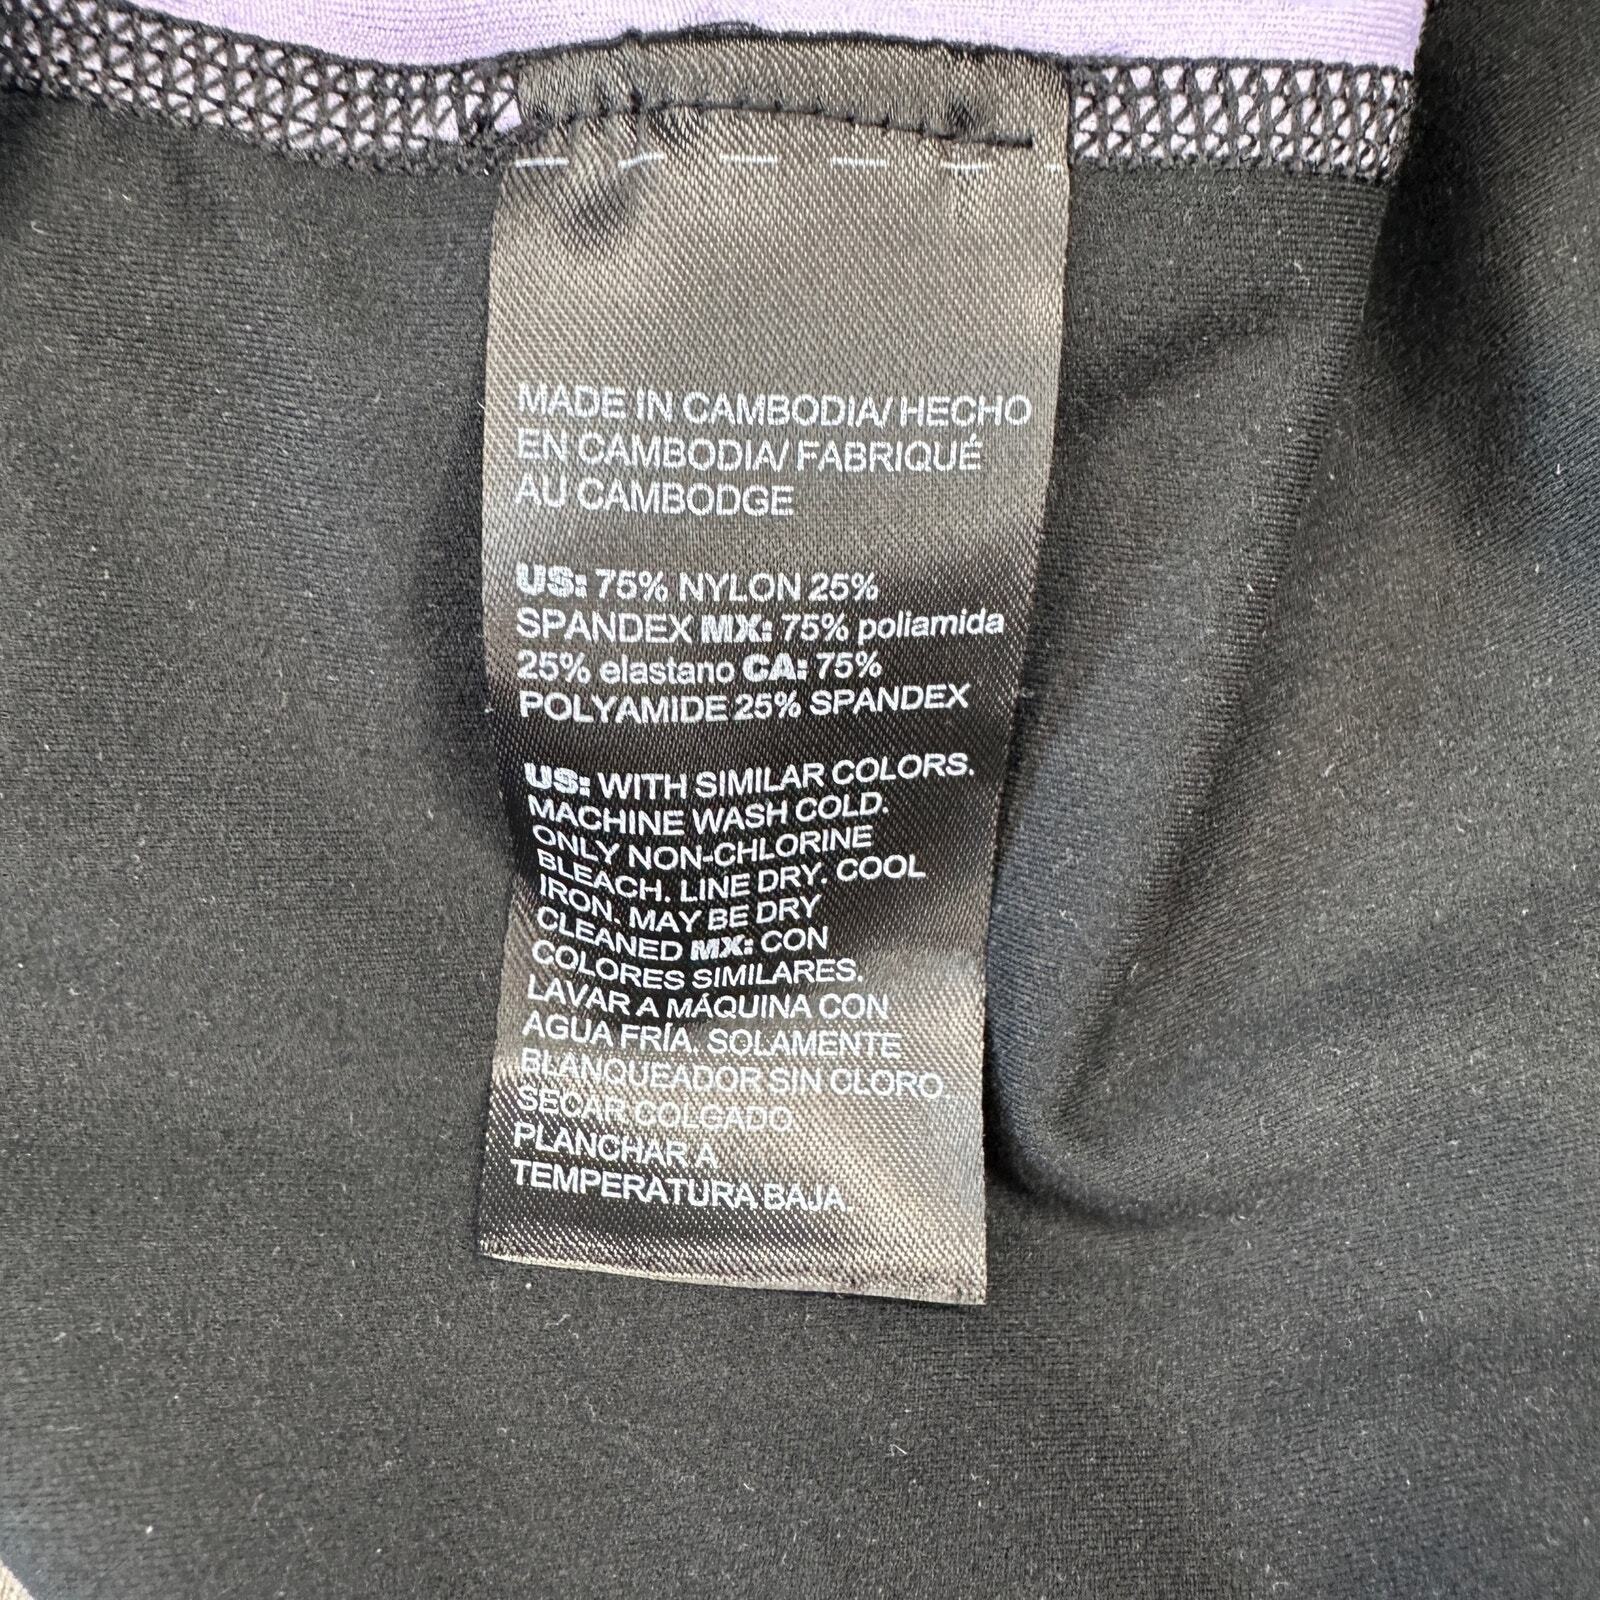 MADE IN CAMBODIA/ HECHO
EN CAMBODIA/ FABRIQUÉ
AU CAMBODGE
US: 75% NYLON 25%
SPANDEX MX: 75% poliamida
25% elastano CA: 75%
POLYAMIDE 25% SPANDEX
US: WITH SIMILAR COLORS.
MACHINE WASH COLD.
ONLY NON-CHLORINE
BLEACH. LINE DRY. COOL
IRON. MAY BE DRY
CLEANED MX: CON
COLORES SIMILARES.
LAVAR A MÁQUINA CON
AGUA FRÍA. SOLAMENTE
BLANQUEADOR SIN CLORO.
SECAR COLGADO.
PLANCHAR A
TEMPERATURA BAJA.